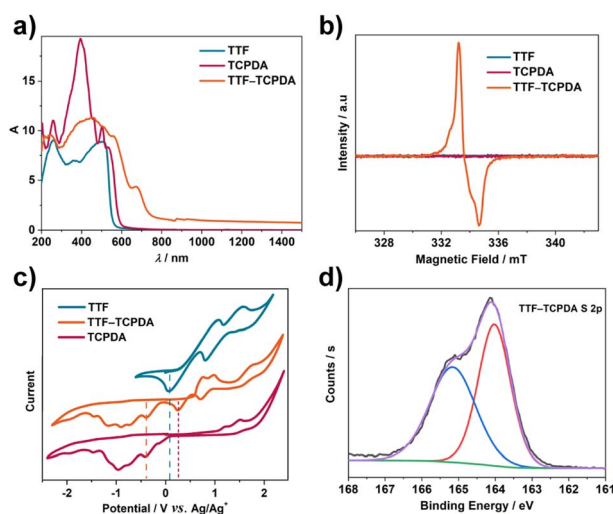 a)
TTF
TCPDA
TTF–TCPDA
15
10
5
0
A
200 400 600 800 1000 1200 1400
λ / nm
b)
TTF
TCPDA
TTF–TCPDA
Intensity / a.u
328 332 336 340
Magnetic Field / mT
c)
TTF
TTF–TCPDA
TCPDA
Current
-2 -1 0 1 2
Potential / V vs. Ag/Ag+
d)
TTF–TCPDA S 2p
Counts / s
168 167 166 165 164 163 162 161
Binding Energy / eV